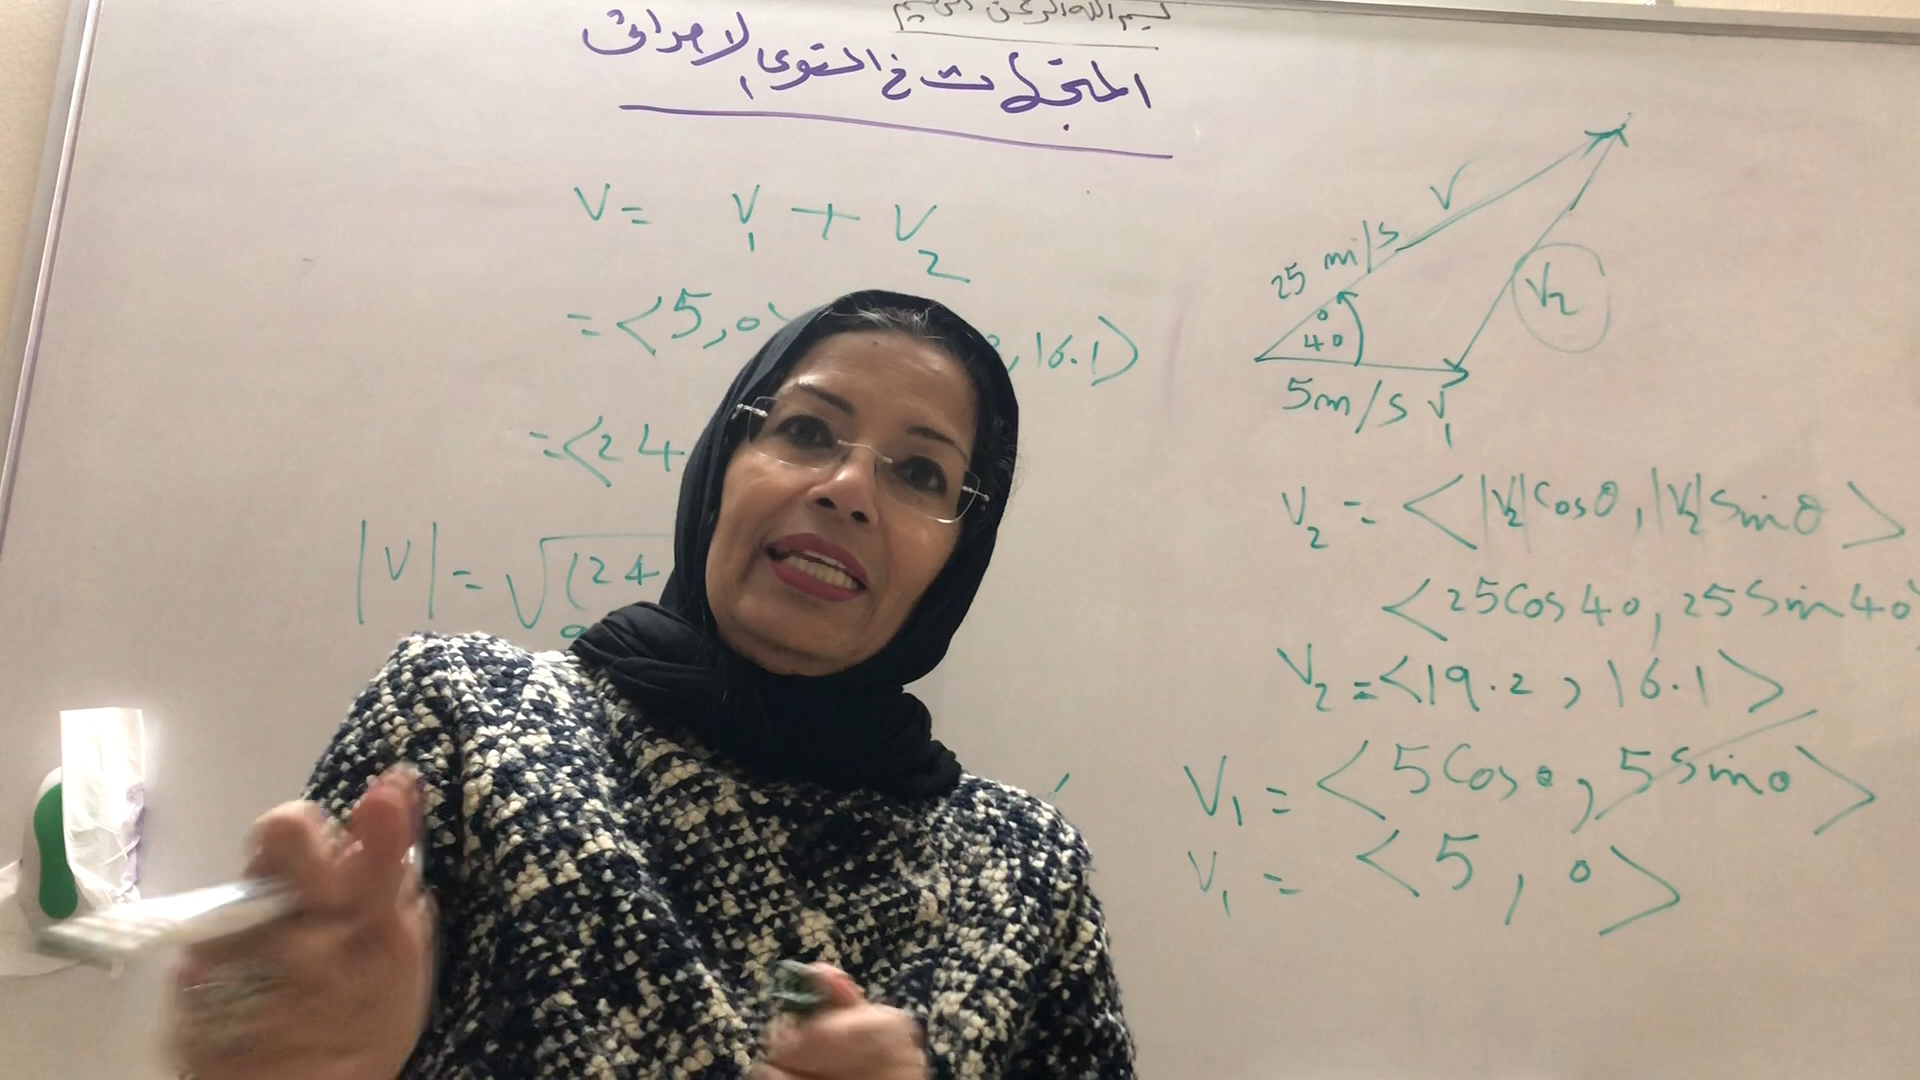 بسم الله الرحمن الرحيم
المتجهات في المستوى الاحداثى
V = V₁ + V₂
= <5,0 , 16.1>
= <24
|V| = √(24
V
25 m/s
40°
V₂
5m/s V₁
V₂ = <|V₂|Cosθ, |V₂|Sinθ>
<25Cos40, 25Sin40>
V₂ = <19.2, 16.1>
V₁ = <5Cos0, 5Sin0>
V₁ = <5, 0>